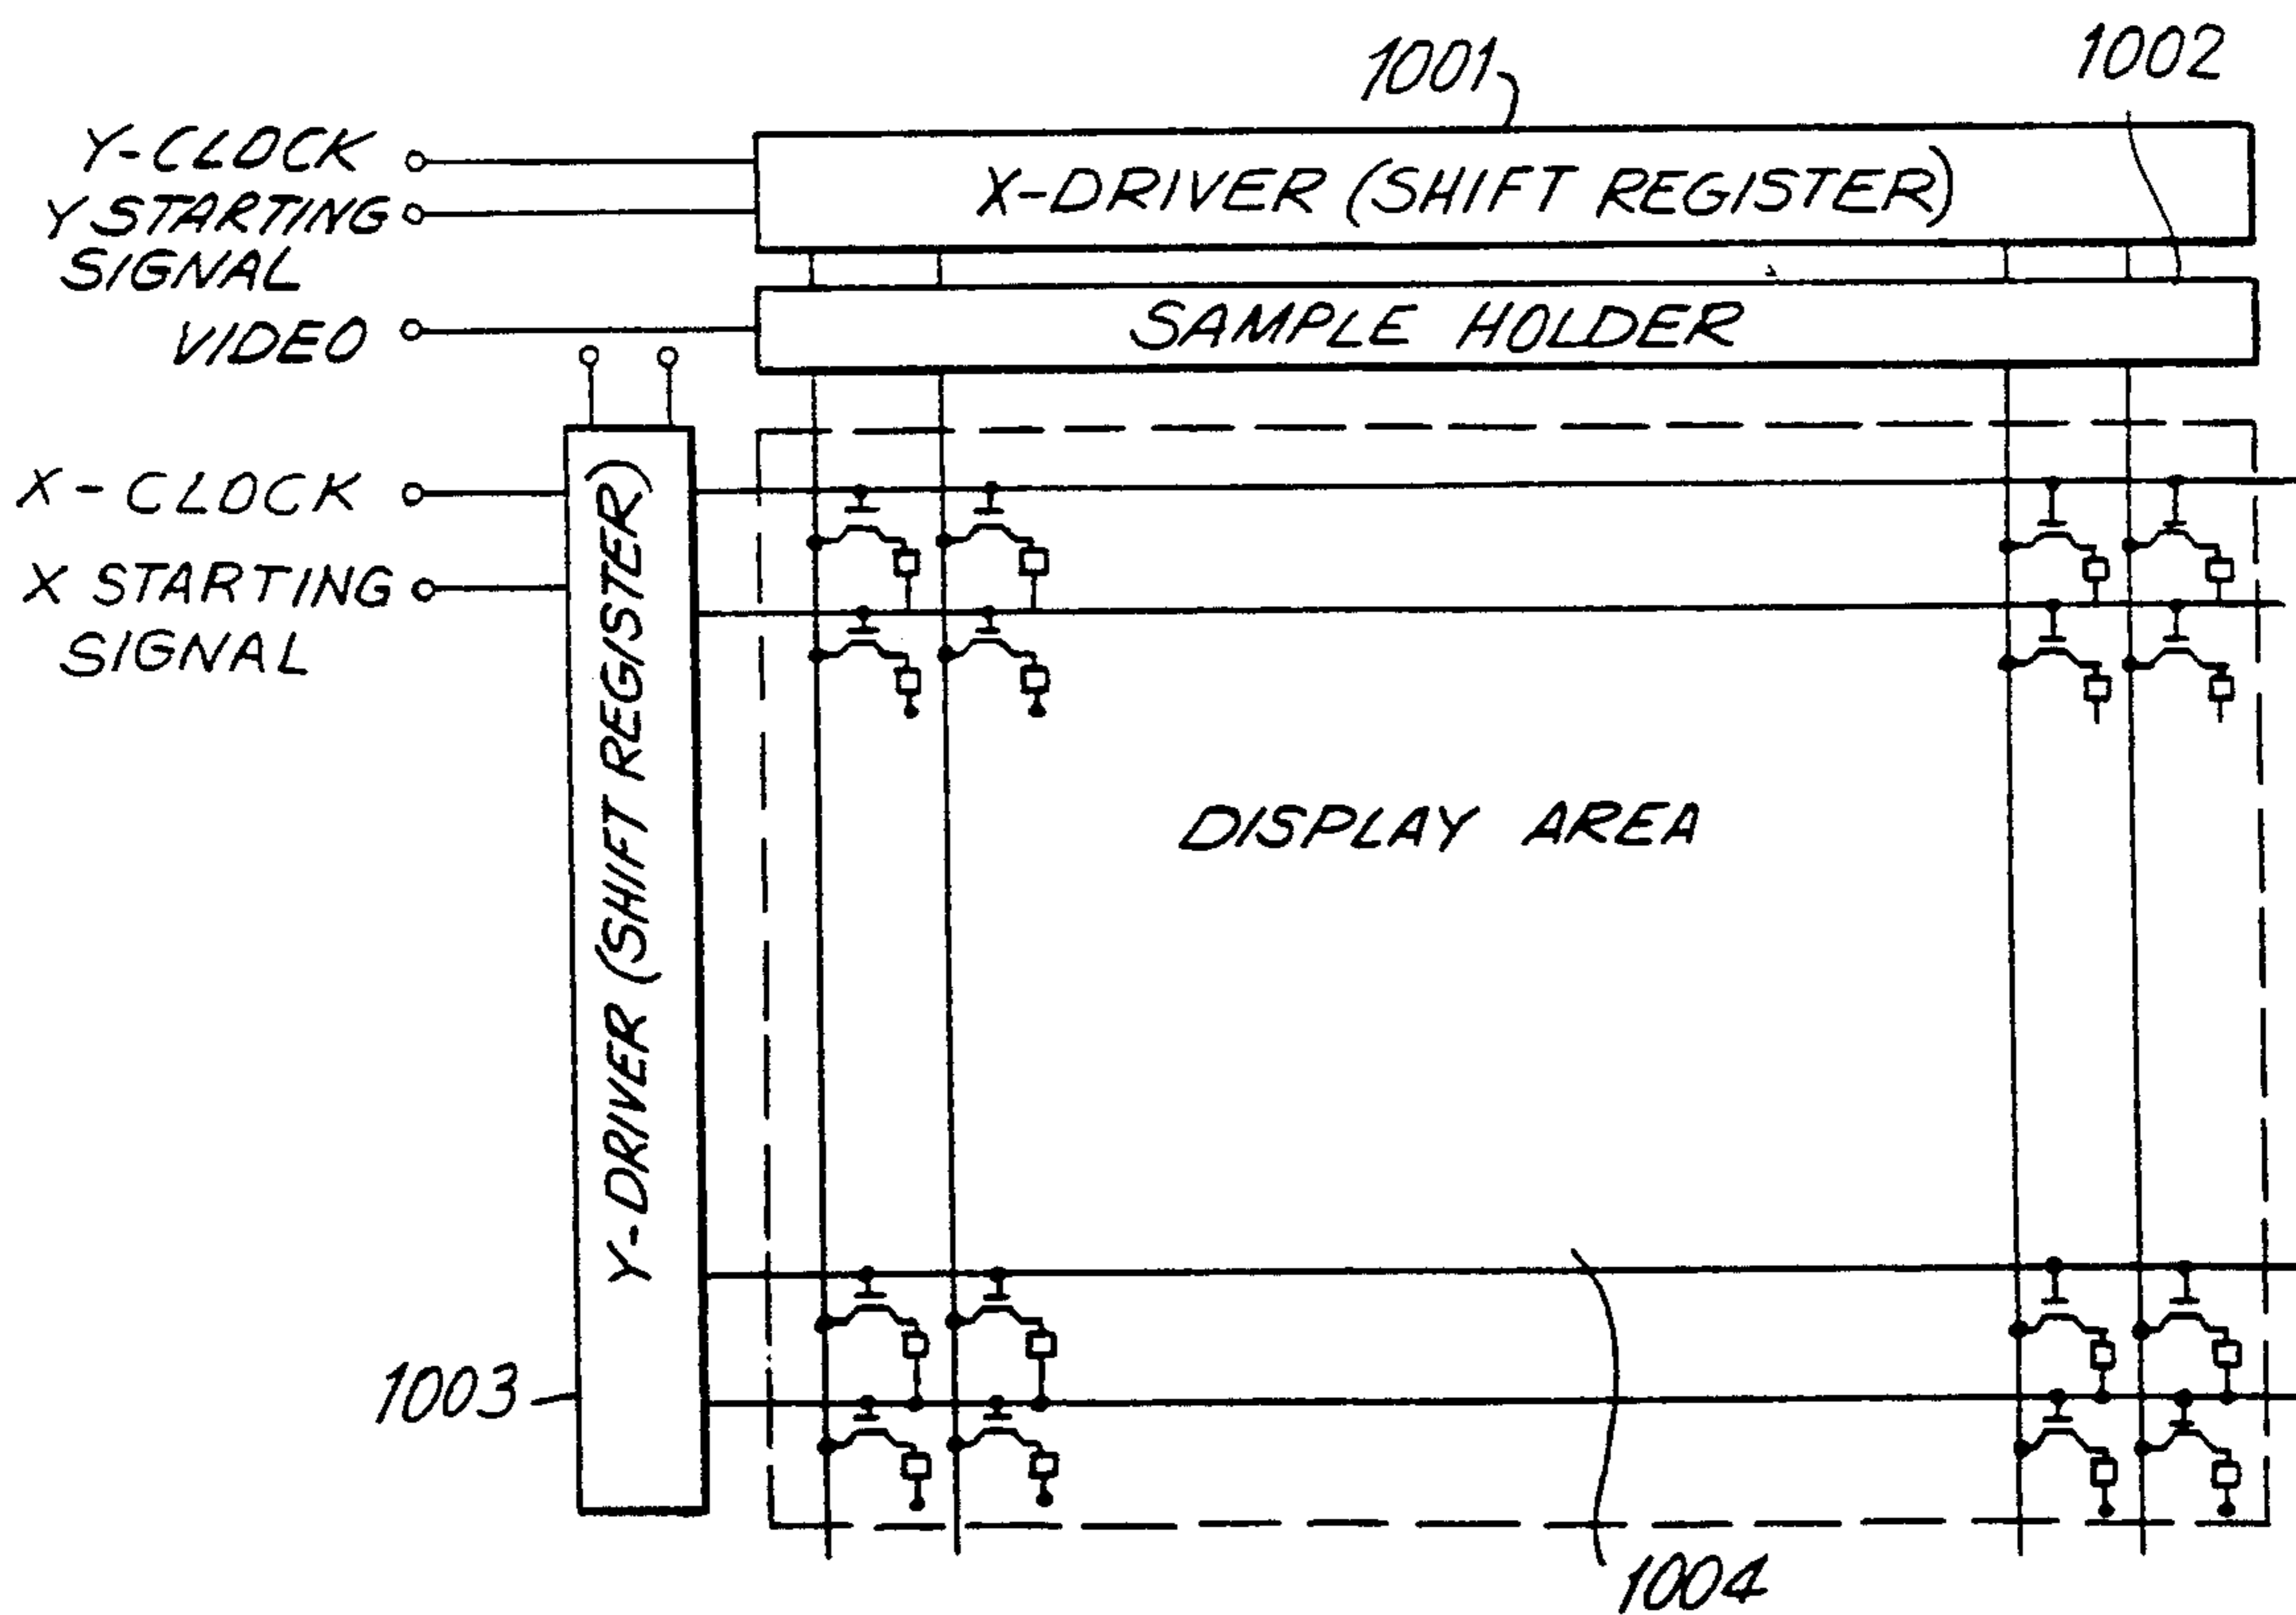 1001
1002
Y-CLOCK
X-DRIVER (SHIFT REGISTER)
Y STARTING
SIGNAL
SAMPLE HOLDER
VIDEO
X-CLOCK
X STARTING
SIGNAL
Y-DRIVER (SHIFT REGISTER)
DISPLAY AREA
1003
1004